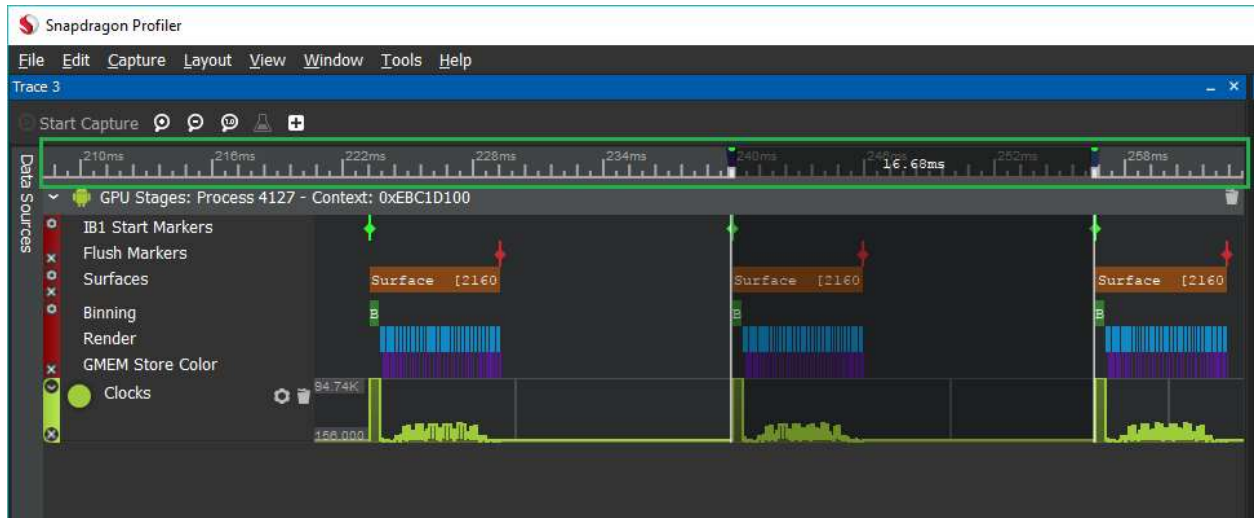 Snapdragon Profiler
File Edit Capture Layout View Window Tools Help
Trace 3
Start Capture
210ms 216ms 222ms 228ms 234ms 240ms 246ms 16.68ms 252ms 258ms
Data Sources
GPU Stages: Process 4127 - Context: 0xEBC1D100
IB1 Start Markers
Flush Markers
Surfaces Surface [2160 Surface [2160 Surface [2160
Binning B B B
Render
GMEM Store Color
Clocks 94.74K
156.000